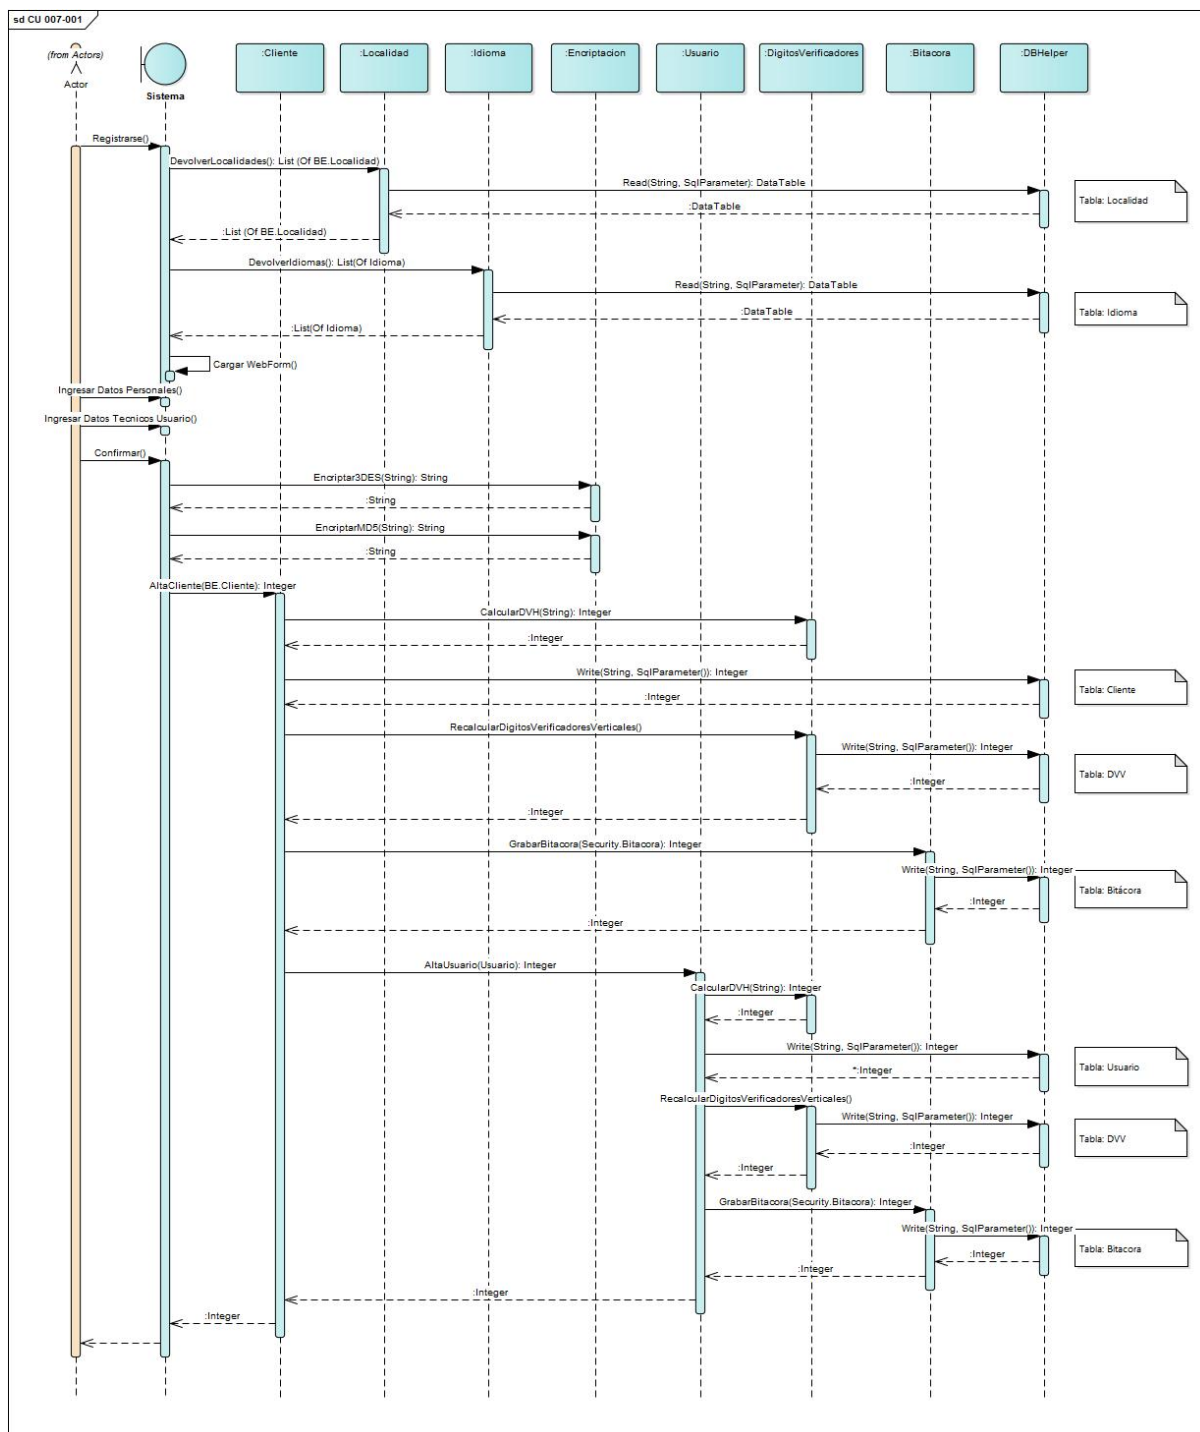 sd CU 007-001
(from Actors)
Actor
Sistema
:Cliente
:Localidad
:Idioma
:Encriptacion
:Usuario
:DigitosVerificadores
:Bitacora
:DBHelper
Registrarse()
DevolverLocalidades(): List (Of BE.Localidad)
Read(String, SqlParameter): DataTable
Tabla: Localidad
:DataTable
:List (Of BE.Localidad)
DevolverIdiomas(): List(Of Idioma)
Read(String, SqlParameter): DataTable
Tabla: Idioma
:DataTable
:List(Of Idioma)
Cargar WebForm()
Ingresar Datos Personales()
Ingresar Datos Tecnicos Usuario()
Confirmar()
Encriptar3DES(String): String
:String
EncriptarMD5(String): String
:String
AltaCliente(BE.Cliente): Integer
CalcularDVH(String): Integer
:Integer
Write(String, SqlParameter()): Integer
Tabla: Cliente
:Integer
RecalcularDigitosVerificadoresVerticales()
Write(String, SqlParameter()): Integer
Tabla: DVV
:Integer
:Integer
GrabarBitacora(Security.Bitacora): Integer
Write(String, SqlParameter()): Integer
Tabla: Bitácora
:Integer
:Integer
AltaUsuario(Usuario): Integer
CalcularDVH(String): Integer
:Integer
Write(String, SqlParameter()): Integer
Tabla: Usuario
*:Integer
RecalcularDigitosVerificadoresVerticales()
Write(String, SqlParameter()): Integer
Tabla: DVV
:Integer
:Integer
GrabarBitacora(Security.Bitacora): Integer
Write(String, SqlParameter()): Integer
Tabla: Bitacora
:Integer
:Integer
:Integer
:Integer